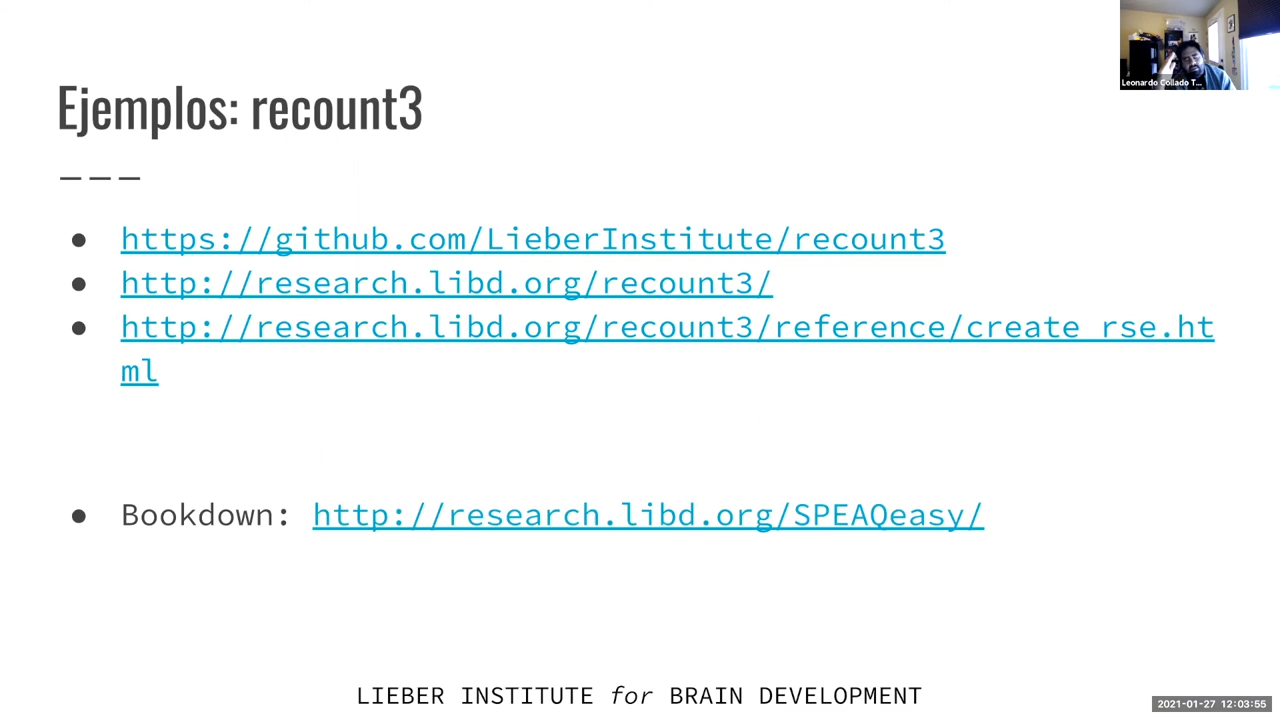 Leonardo Collado T...
Ejemplos: recount3
———
● https://github.com/LieberInstitute/recount3
● http://research.libd.org/recount3/
● http://research.libd.org/recount3/reference/create_rse.ht
ml
● Bookdown: http://research.libd.org/SPEAQeasy/
LIEBER INSTITUTE for BRAIN DEVELOPMENT
2021-01-27 12:03:55